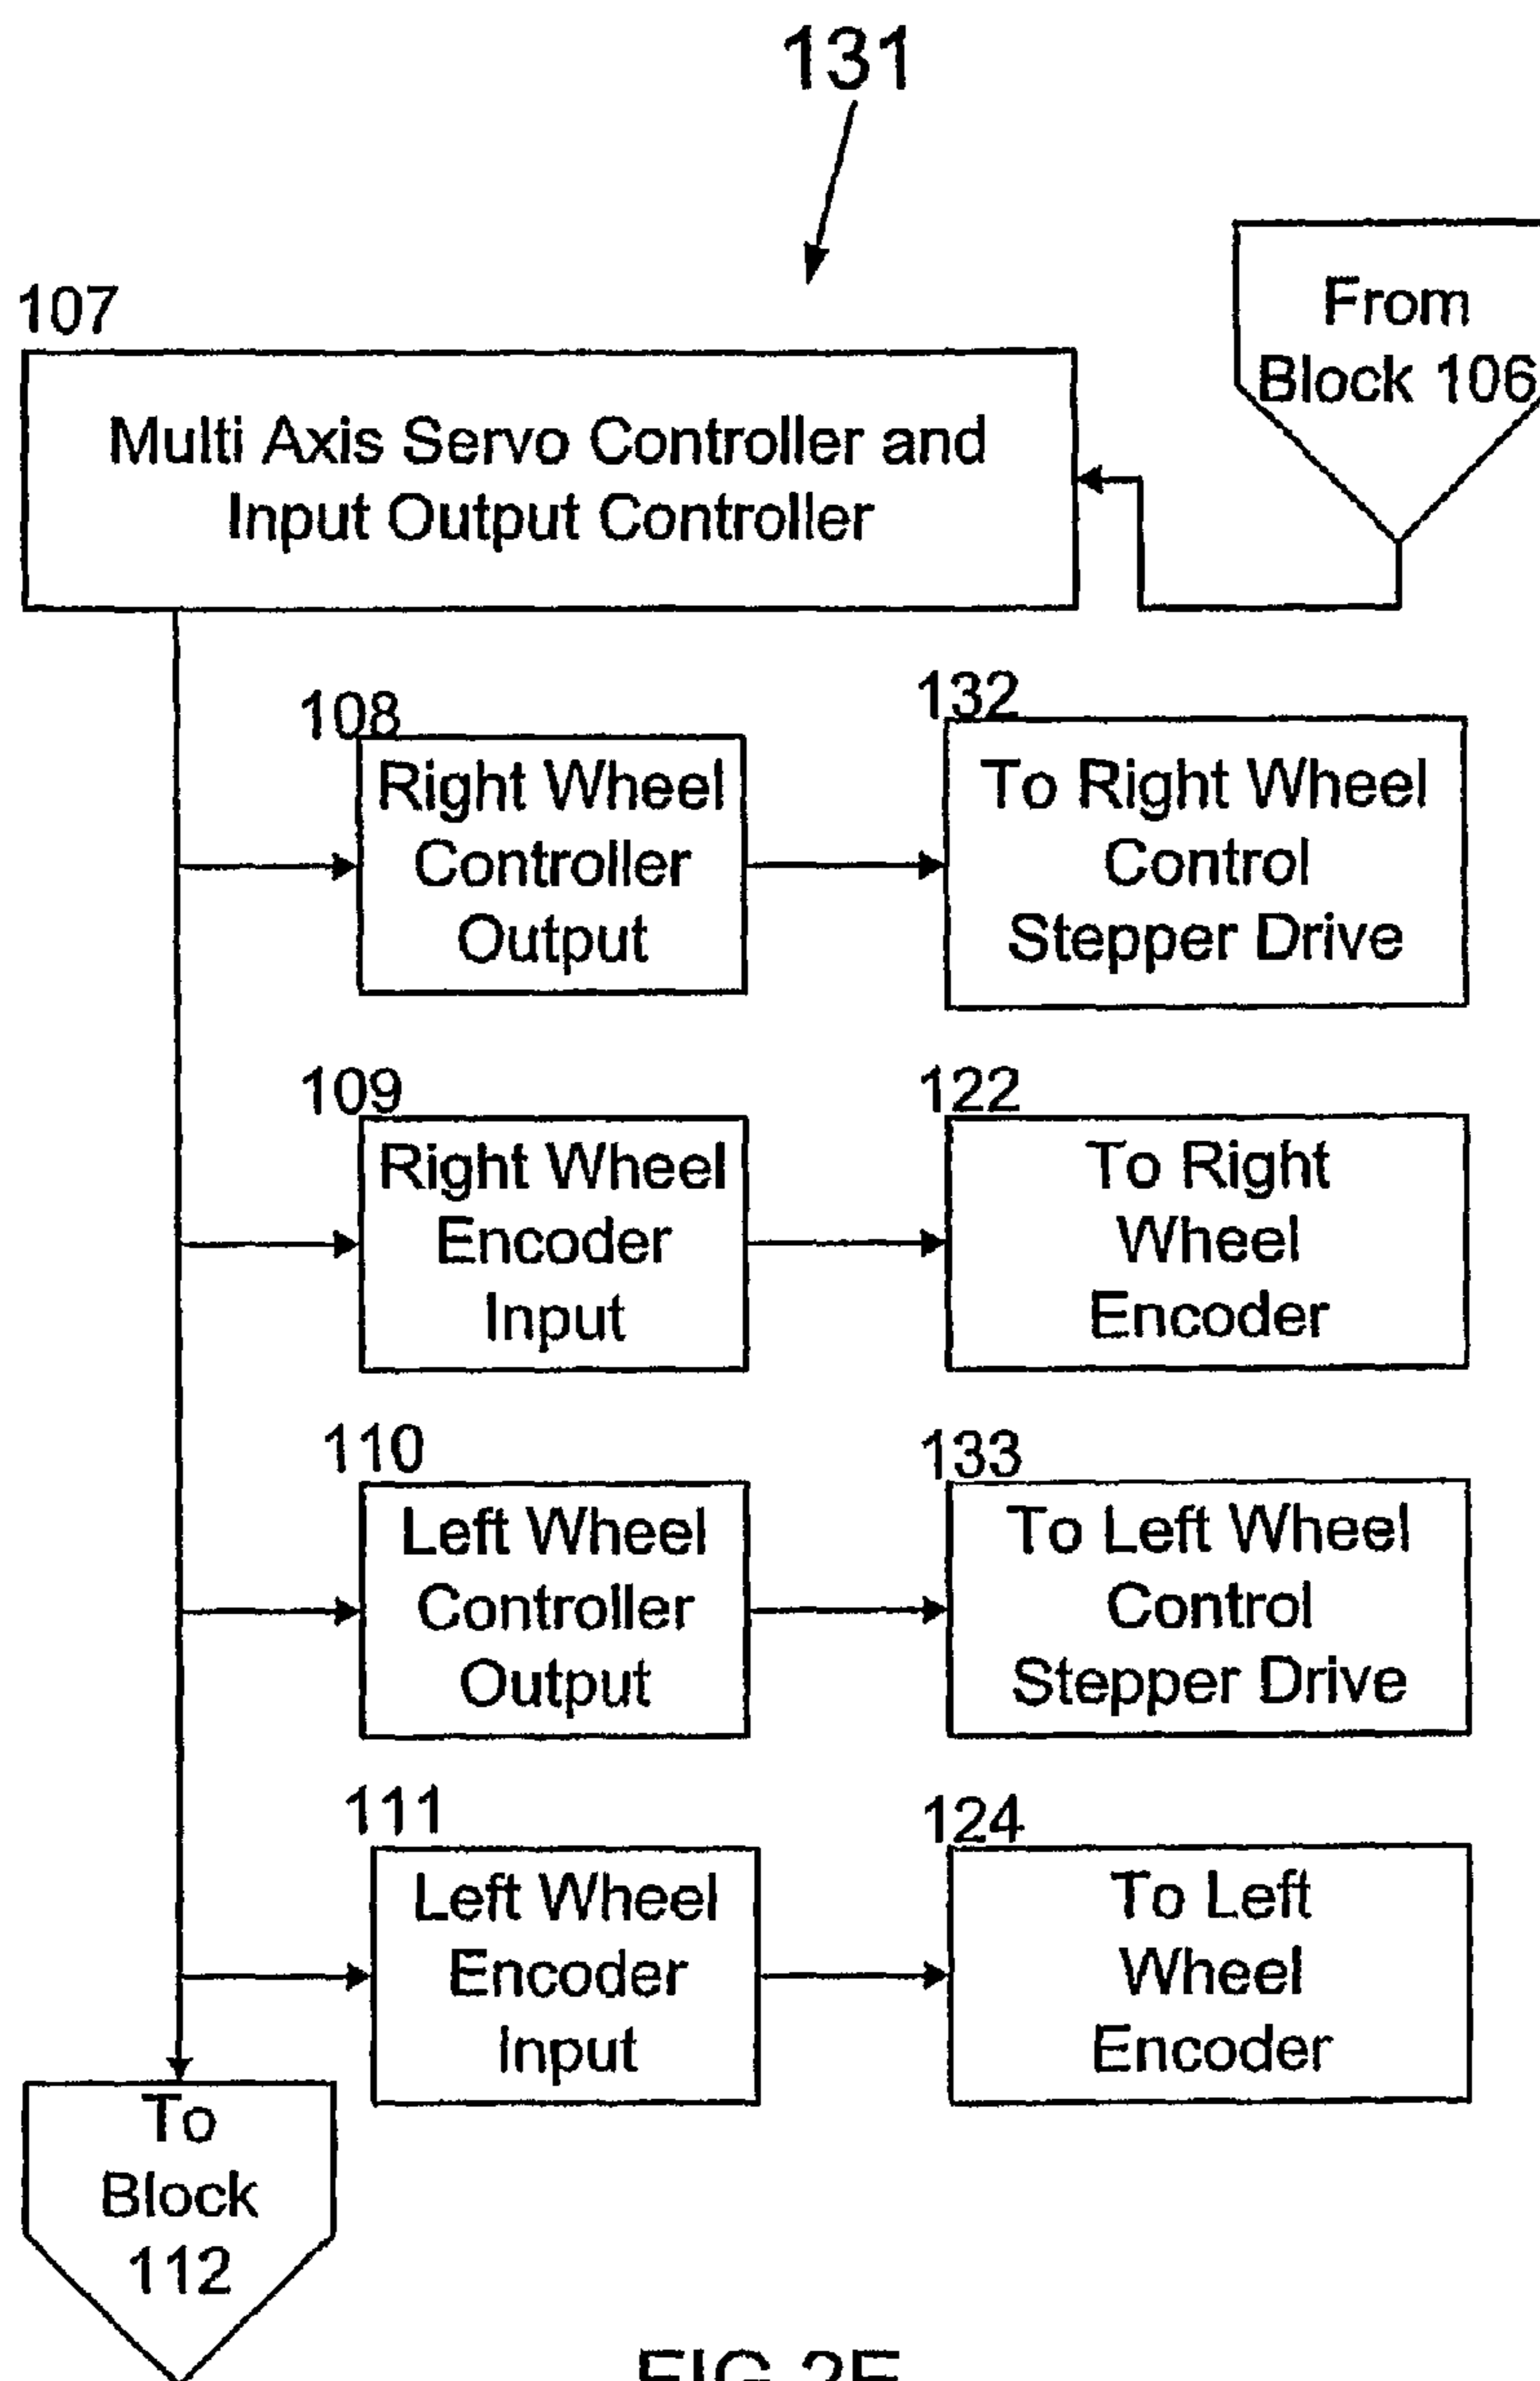 131
From
Block 106
107
Multi Axis Servo Controller and
Input Output Controller
108
Right Wheel
Controller
Output
132
To Right Wheel
Control
Stepper Drive
109
Right Wheel
Encoder
Input
122
To Right
Wheel
Encoder
110
Left Wheel
Controller
Output
133
To Left Wheel
Control
Stepper Drive
111
Left Wheel
Encoder
Input
124
To Left
Wheel
Encoder
To
Block
112